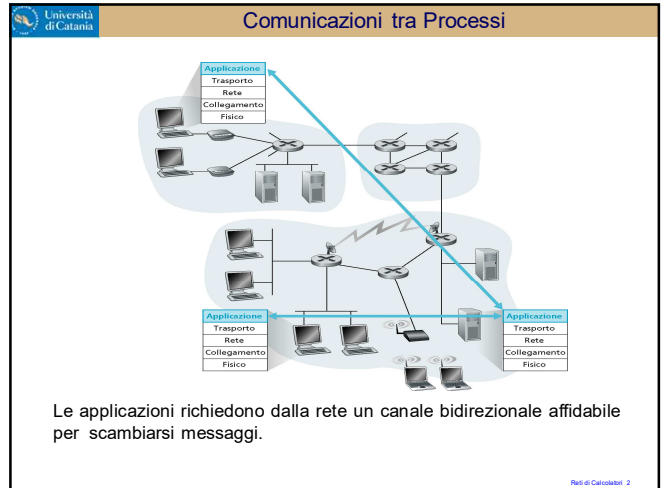 Università
di Catania
Comunicazioni tra Processi
Applicazione
Trasporto
Rete
Collegamento
Fisico
Applicazione
Trasporto
Rete
Collegamento
Fisico
Applicazione
Trasporto
Rete
Collegamento
Fisico
Le applicazioni richiedono dalla rete un canale bidirezionale affidabile
per scambiarsi messaggi.
Reti di Calcolatori 2